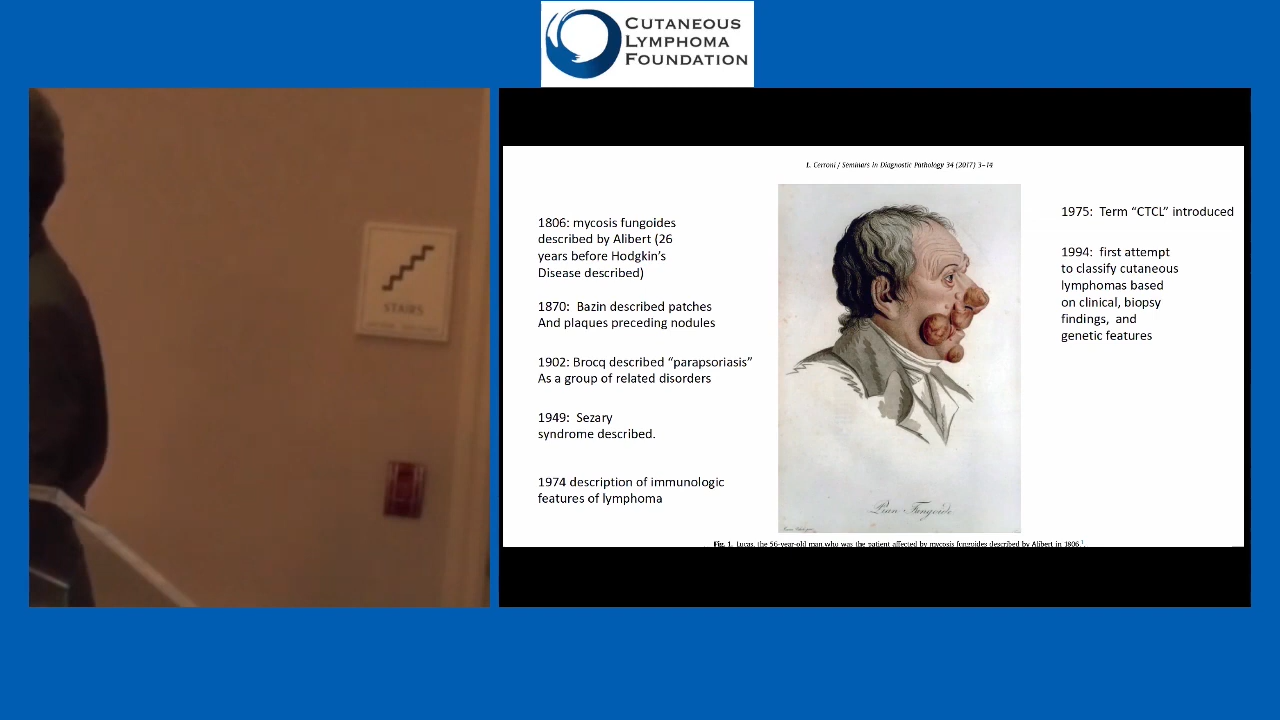 CUTANEOUS
LYMPHOMA
FOUNDATION
STAIRS
L. Cerroni / Seminars in Diagnostic Pathology 34 (2017) 3–14
1806: mycosis fungoides
described by Alibert (26
years before Hodgkin's
Disease described)
1870:  Bazin described patches
And plaques preceding nodules
1902: Brocq described "parapsoriasis"
As a group of related disorders
1949:  Sezary
syndrome described.
1974 description of immunologic
features of lymphoma
Pian Fungoide
1975:  Term "CTCL" introduced
1994:  first attempt
to classify cutaneous
lymphomas based
on clinical, biopsy
findings,  and
genetic features
Fig. 1. Lucas, the 56-year-old man who was the patient affected by mycosis fungoides described by Alibert in 1806.¹